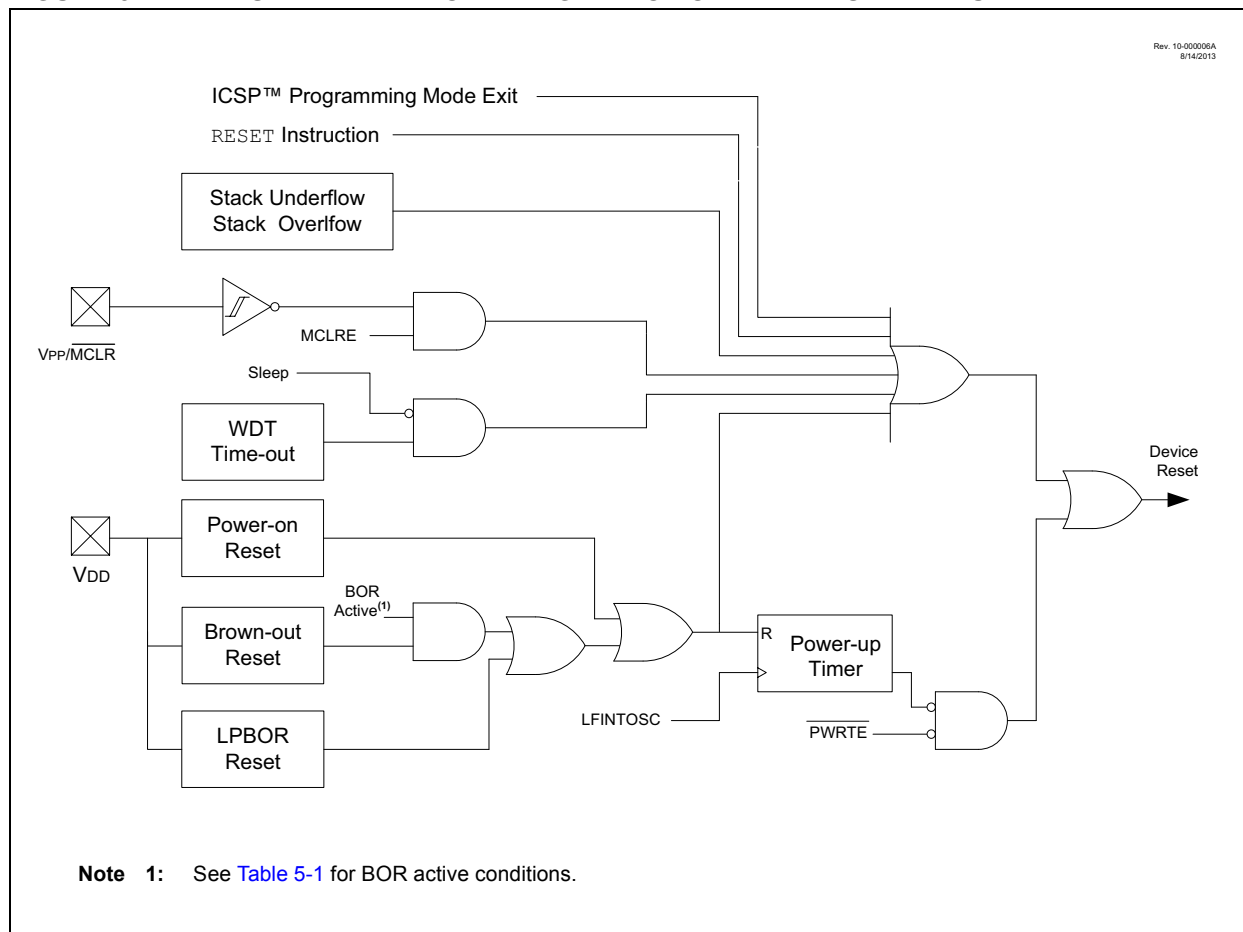 Rev. 10-000006A
8/14/2013
ICSP™ Programming Mode Exit
RESET Instruction
Stack Underflow
Stack Overlfow
VPP/MCLR
MCLRE
Sleep
WDT
Time-out
Device
Reset
VDD
Power-on
Reset
BOR
Active(1)
Brown-out
Reset
R
Power-up
Timer
LFINTOSC
PWRTE
LPBOR
Reset
Note 1: See Table 5-1 for BOR active conditions.